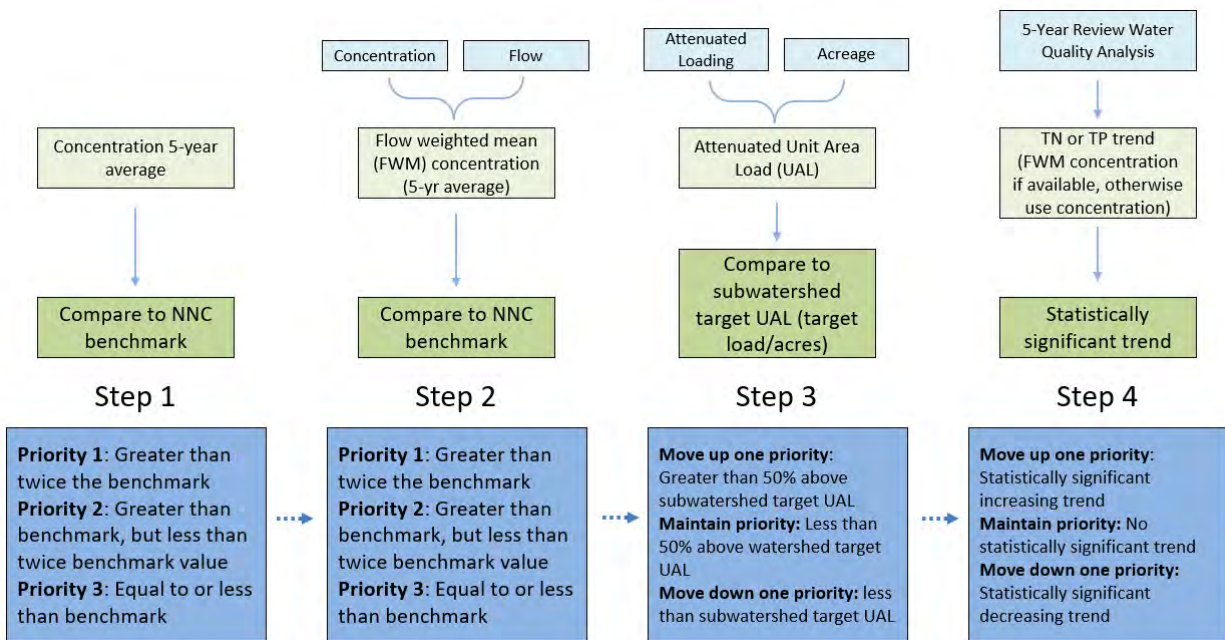 Concentration 5-year
average
Compare to NNC
benchmark
Step 1
Priority 1: Greater than
twice the benchmark
Priority 2: Greater than
benchmark, but less than
twice benchmark value
Priority 3: Equal to or less
than benchmark
Concentration
Flow
Flow weighted mean
(FWM) concentration
(5-yr average)
Compare to NNC
benchmark
Step 2
Priority 1: Greater than
twice the benchmark
Priority 2: Greater than
benchmark, but less than
twice benchmark value
Priority 3: Equal to or less
than benchmark
Attenuated
Loading
Acreage
Attenuated Unit Area
Load (UAL)
Compare to
subwatershed
target UAL (target
load/acres)
Step 3
Move up one priority:
Greater than 50% above
subwatershed target UAL
Maintain priority: Less than
50% above watershed target
UAL
Move down one priority: less
than subwatershed target UAL
5-Year Review Water
Quality Analysis
TN or TP trend
(FWM concentration
if available, otherwise
use concentration)
Statistically
significant trend
Step 4
Move up one priority:
Statistically significant
increasing trend
Maintain priority: No
statistically significant trend
Move down one priority:
Statistically significant
decreasing trend